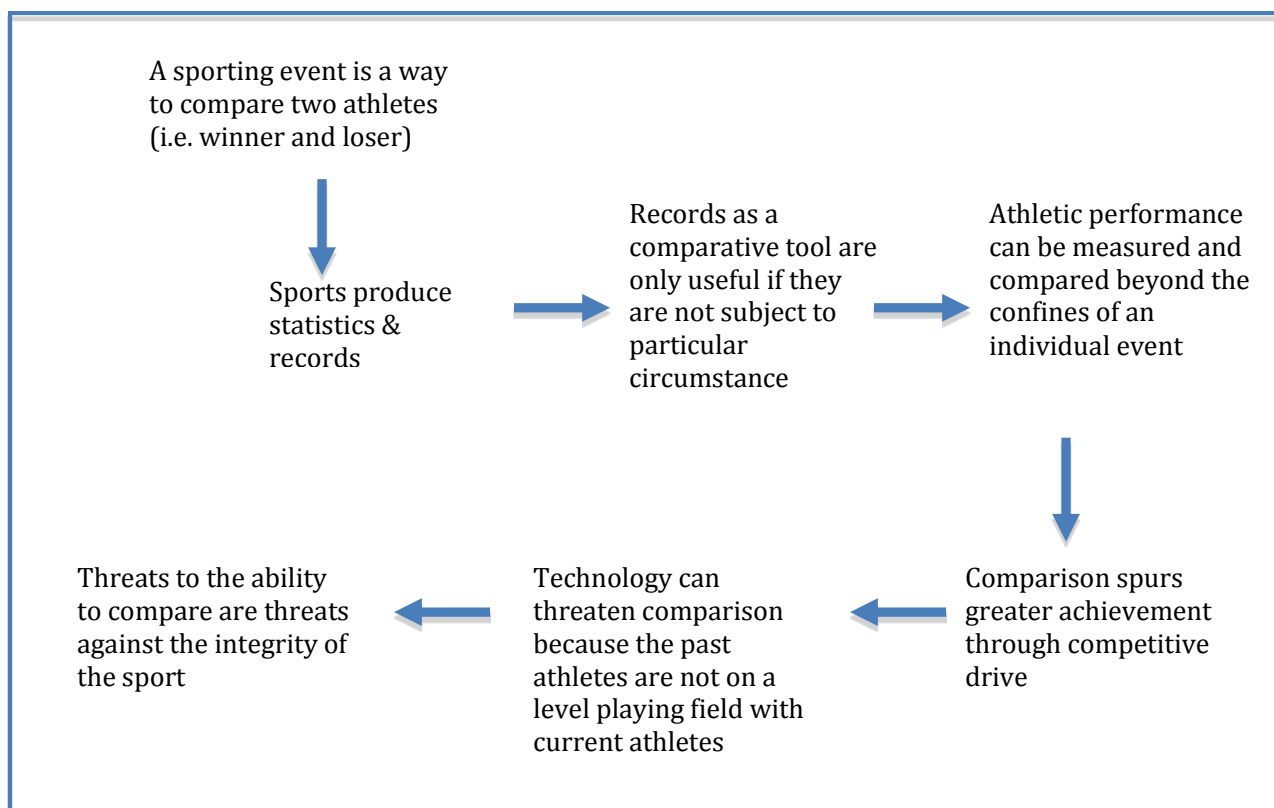 A sporting event is a way
to compare two athletes
(i.e. winner and loser)
Sports produce
statistics &
records
Records as a
comparative tool are
only useful if they
are not subject to
particular
circumstance
Athletic performance
can be measured and
compared beyond the
confines of an
individual event
Comparison spurs
greater achievement
through competitive
drive
Technology can
threaten comparison
because the past
athletes are not on a
level playing field with
current athletes
Threats to the ability
to compare are threats
against the integrity of
the sport